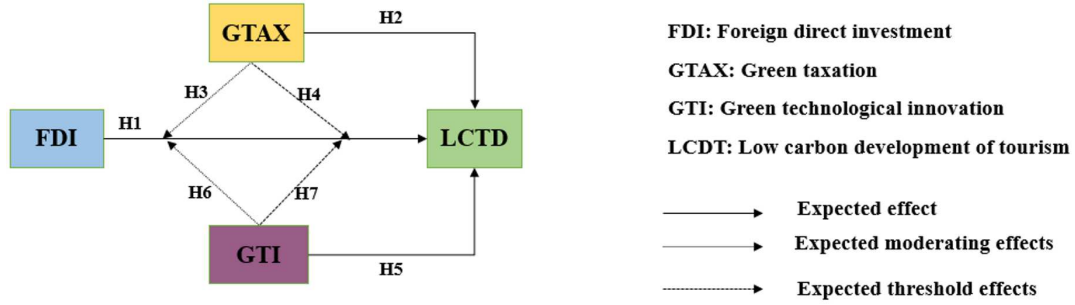 GTAX
H2
H3
H4
FDI
H1
LCTD
H6
H7
GTI
H5
FDI: Foreign direct investment
GTAX: Green taxation
GTI: Green technological innovation
LCDT: Low carbon development of tourism
Expected effect
Expected moderating effects
Expected threshold effects